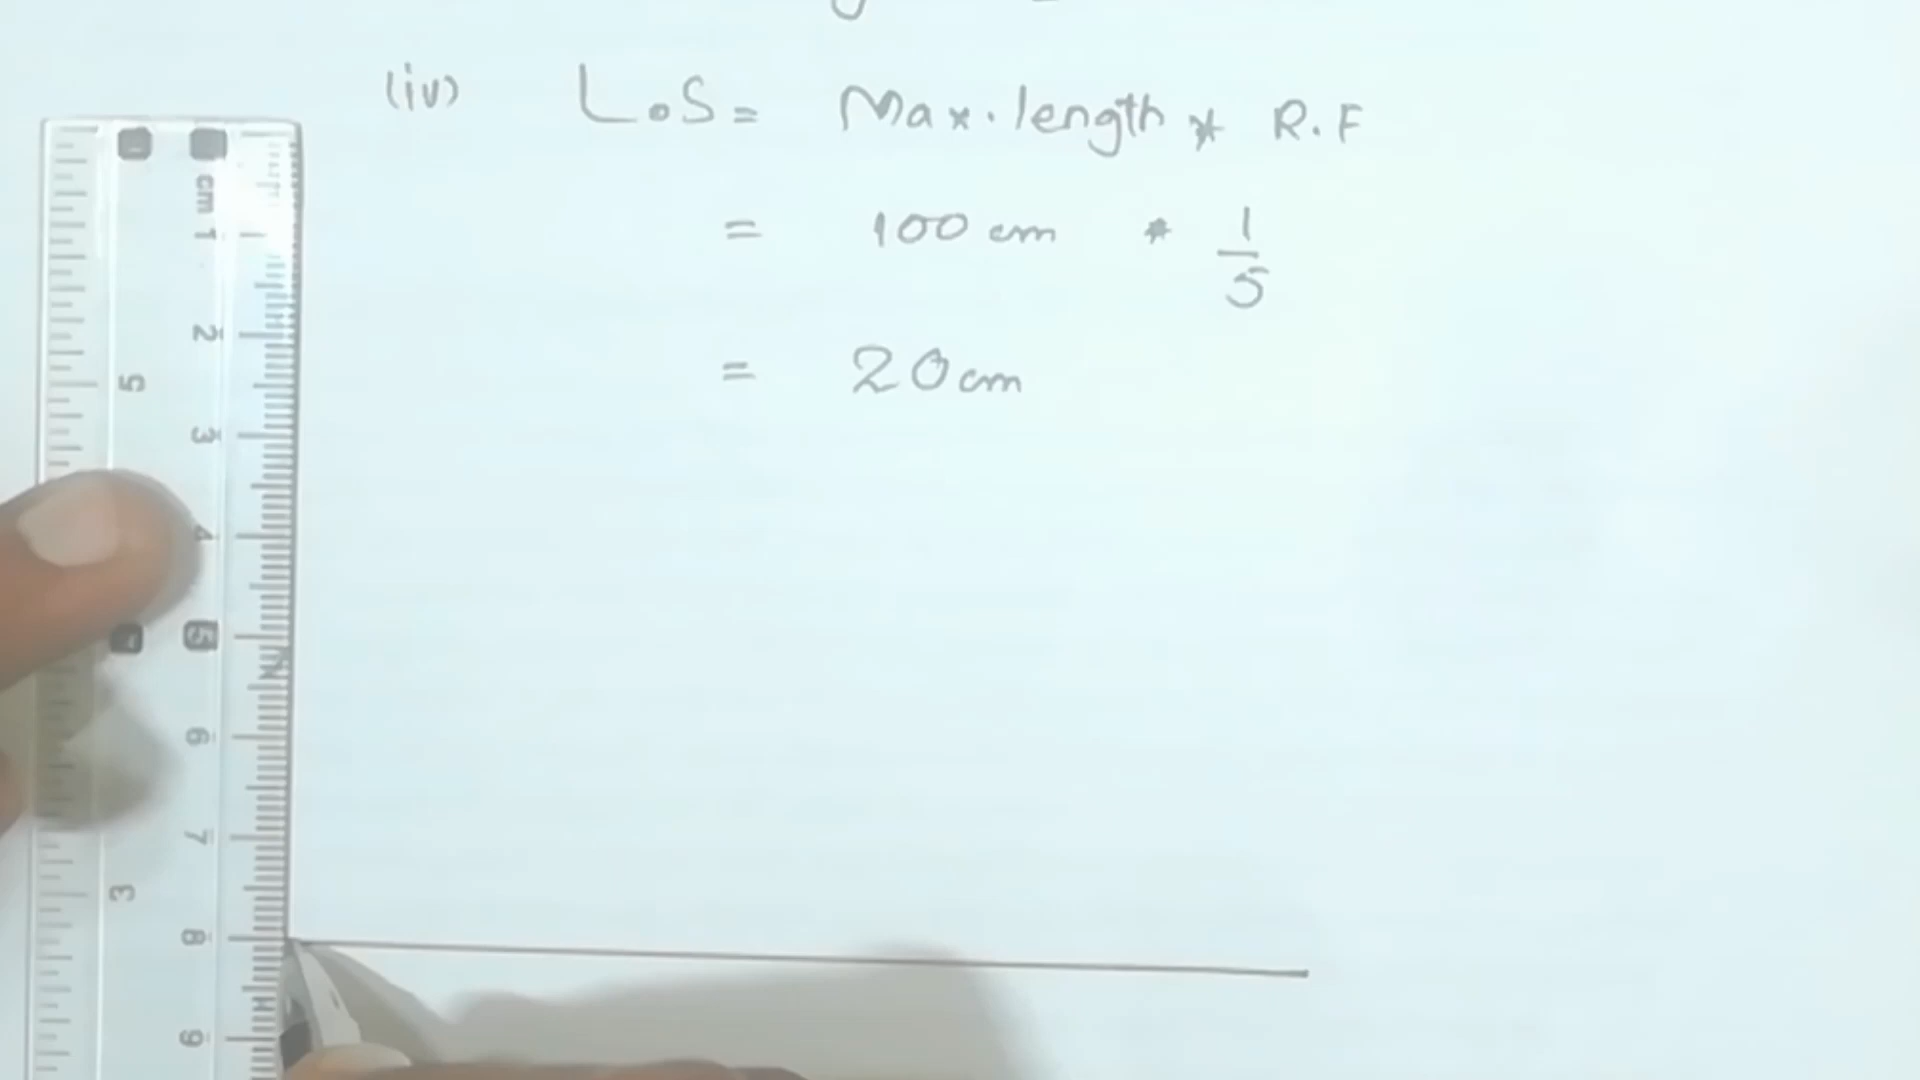 (iv) LoS = Max. length * R.F
= 100 cm * 1/5
= 20 cm
cm
1
2
3
4
5
6
7
8
9
5
3